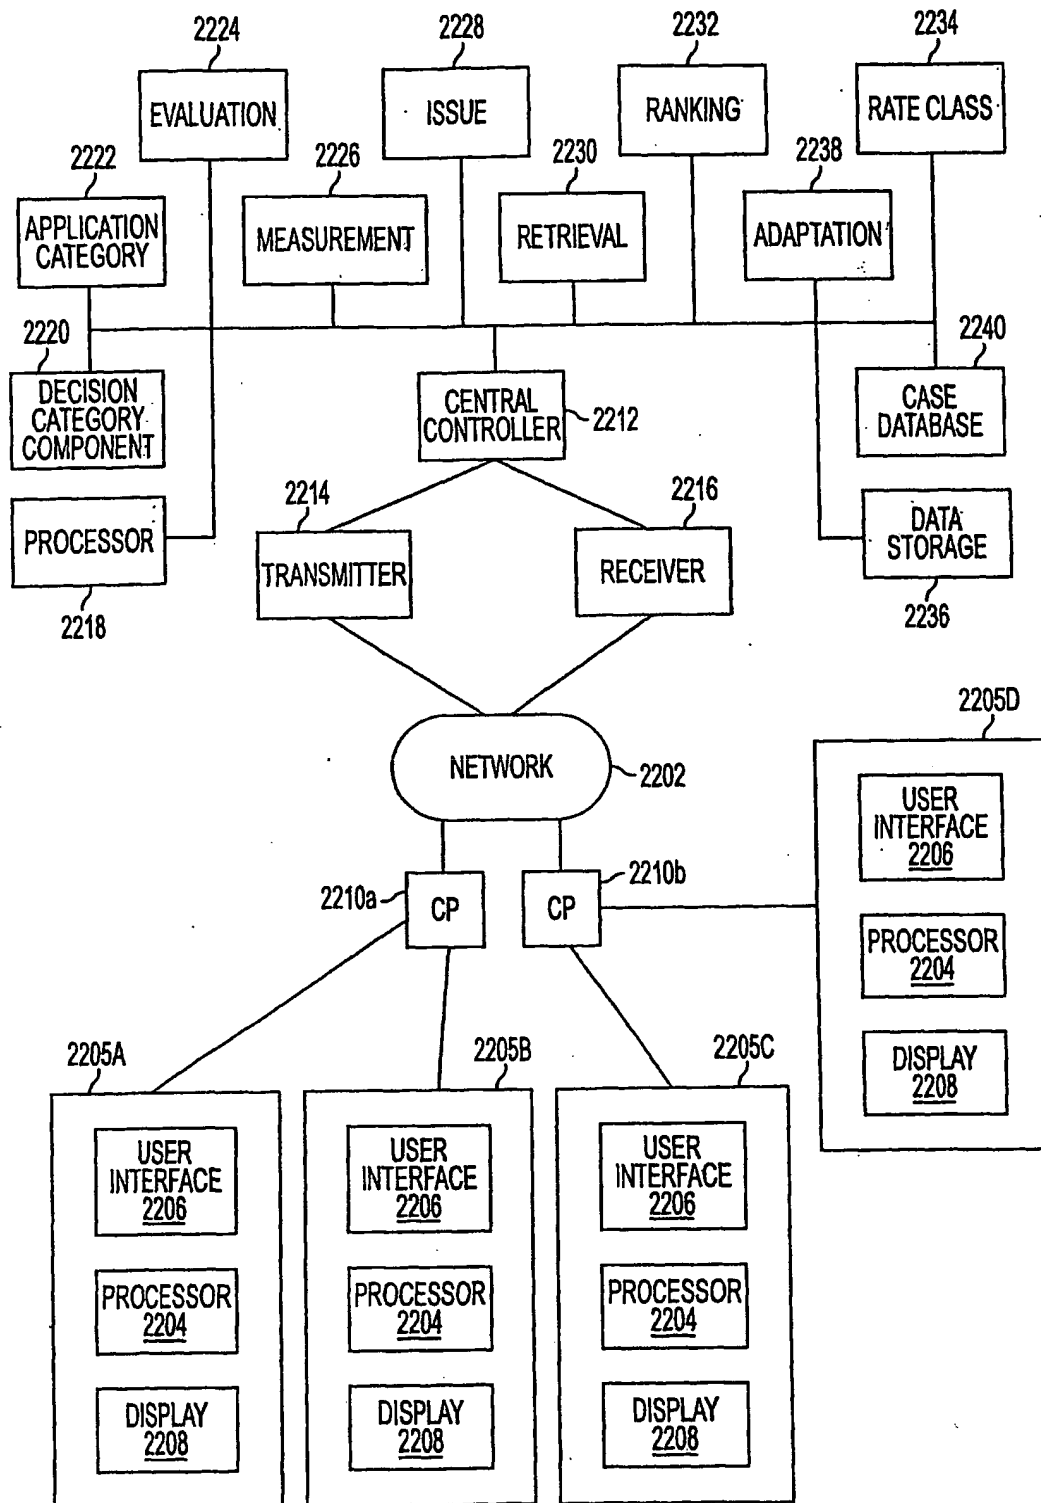 2224
2228
2232
2234
EVALUATION
ISSUE
RANKING
RATE CLASS
2222
2226
2230
2238
APPLICATION
CATEGORY
MEASUREMENT
RETRIEVAL
ADAPTATION
2220
2240
DECISION
CATEGORY
COMPONENT
CENTRAL
CONTROLLER
2212
CASE
DATABASE
2214
2216
PROCESSOR
2218
TRANSMITTER
RECEIVER
DATA
STORAGE
2236
NETWORK
2202
2205D
USER
INTERFACE
2206
PROCESSOR
2204
DISPLAY
2208
2210a
CP
CP
2210b
2205A
USER
INTERFACE
2206
PROCESSOR
2204
DISPLAY
2208
2205B
USER
INTERFACE
2206
PROCESSOR
2204
DISPLAY
2208
2205C
USER
INTERFACE
2206
PROCESSOR
2204
DISPLAY
2208